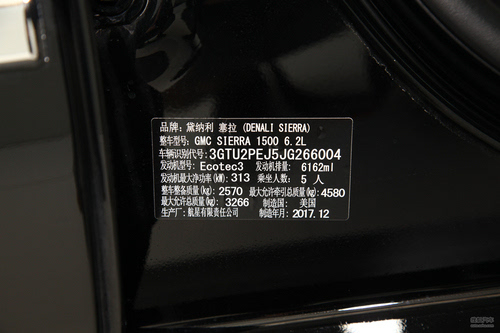 品牌: 黛纳利 塞拉 (DENALI SIERRA)
整车型号: GMC SIERRA 1500 6.2L
车辆识别代号: 3GTU2PEJ5JG266004
发动机型号: Ecotec3 发动机排量: 6162ml
发动机最大净功率(kW): 313 乘坐人数: 5 人
整车整备质量(kg): 2570 最大允许牵引总质量(kg): 4580
最大允许总质量(kg): 3266 制造国: 美国
生产厂: 航星有限责任公司 制造年月: 2017.12